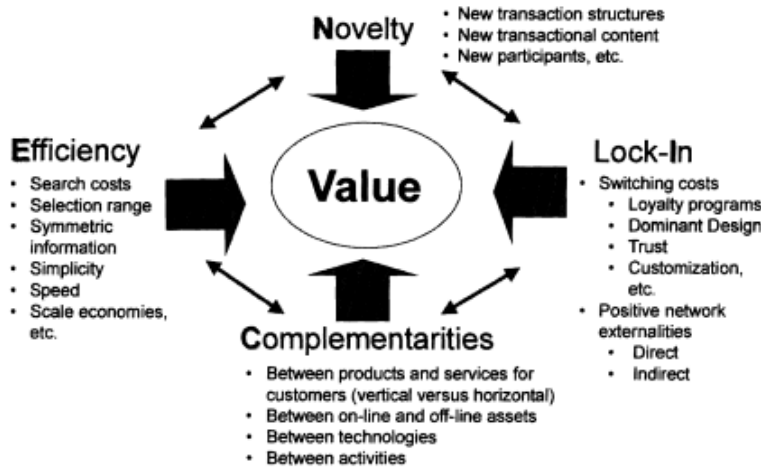 Novelty
• New transaction structures
• New transactional content
• New participants, etc.
Efficiency
• Search costs
• Selection range
• Symmetric
information
• Simplicity
• Speed
• Scale economies,
etc.
Value
Lock-In
• Switching costs
• Loyalty programs
• Dominant Design
• Trust
• Customization,
etc.
• Positive network
externalities
• Direct
• Indirect
Complementarities
• Between products and services for
customers (vertical versus horizontal)
• Between on-line and off-line assets
• Between technologies
• Between activities